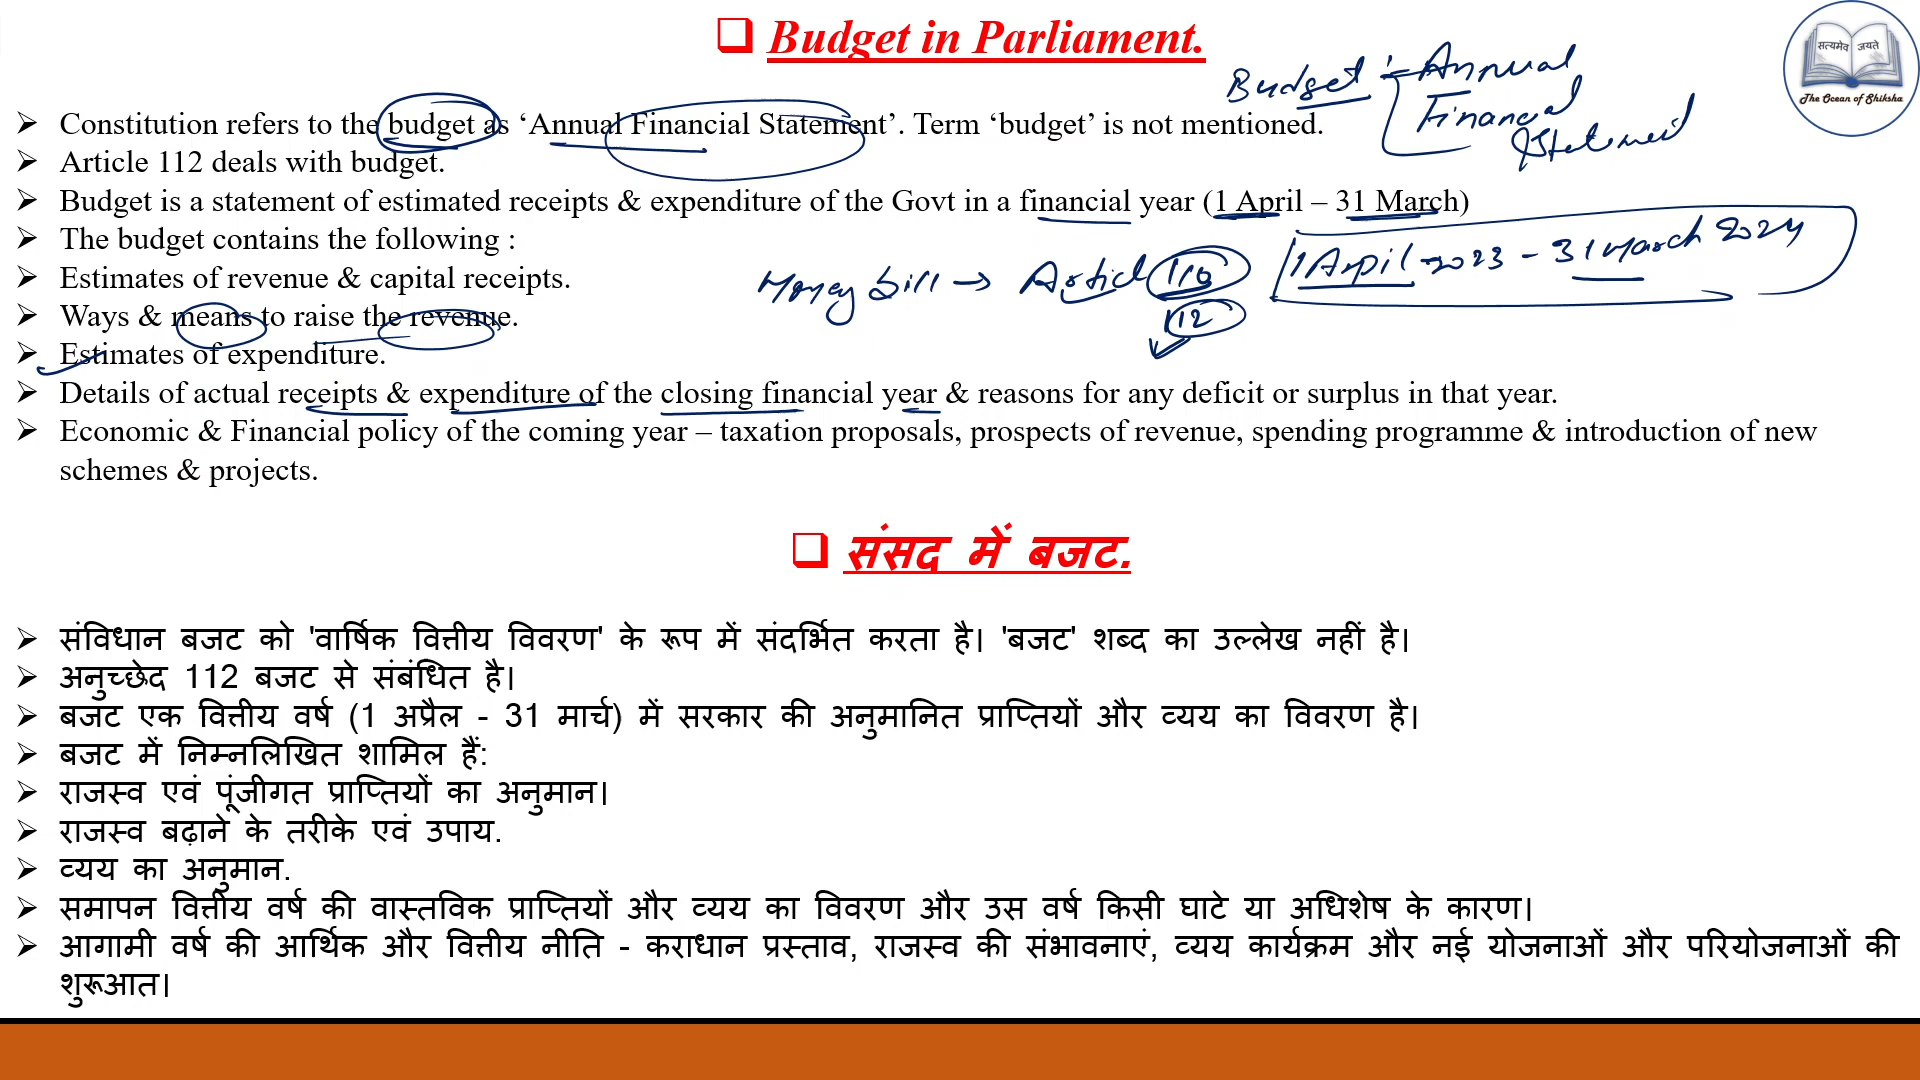 Budget in Parliament.
Budget :- Annual
Financial
Statement
सत्यमेव जयते
The Ocean of Shiksha
➢ Constitution refers to the budget as ‘Annual Financial Statement’. Term ‘budget’ is not mentioned.
➢ Article 112 deals with budget.
➢ Budget is a statement of estimated receipts & expenditure of the Govt in a financial year (1 April – 31 March)
➢ The budget contains the following :
1 April 2023 - 31 March 2024
➢ Estimates of revenue & capital receipts.
Money bill → Article 110
112
➢ Ways & means to raise the revenue.
➢ Estimates of expenditure.
➢ Details of actual receipts & expenditure of the closing financial year & reasons for any deficit or surplus in that year.
➢ Economic & Financial policy of the coming year – taxation proposals, prospects of revenue, spending programme & introduction of new
schemes & projects.
संसद में बजट.
➢ संविधान बजट को 'वार्षिक वित्तीय विवरण' के रूप में संदर्भित करता है। 'बजट' शब्द का उल्लेख नहीं है।
➢ अनुच्छेद 112 बजट से संबंधित है।
➢ बजट एक वित्तीय वर्ष (1 अप्रैल - 31 मार्च) में सरकार की अनुमानित प्राप्तियों और व्यय का विवरण है।
➢ बजट में निम्नलिखित शामिल हैं:
➢ राजस्व एवं पूंजीगत प्राप्तियों का अनुमान।
➢ राजस्व बढ़ाने के तरीके एवं उपाय.
➢ व्यय का अनुमान.
➢ समापन वित्तीय वर्ष की वास्तविक प्राप्तियों और व्यय का विवरण और उस वर्ष किसी घाटे या अधिशेष के कारण।
➢ आगामी वर्ष की आर्थिक और वित्तीय नीति - कराधान प्रस्ताव, राजस्व की संभावनाएं, व्यय कार्यक्रम और नई योजनाओं और परियोजनाओं की
शुरूआत।